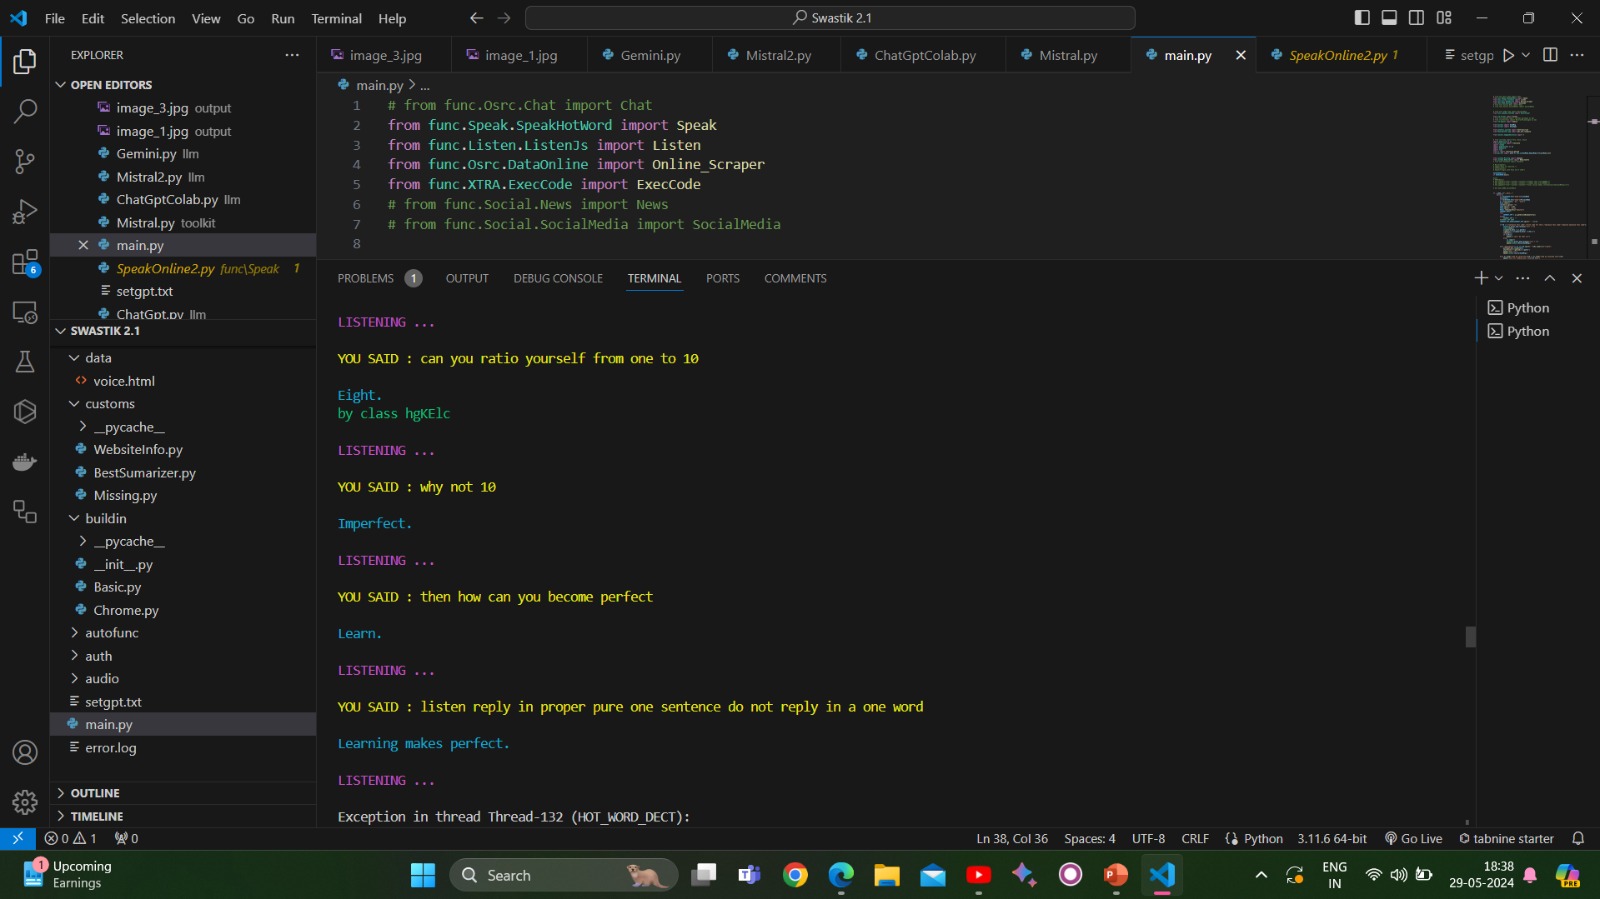 File Edit Selection View Go Run Terminal Help
Swastik 2.1
EXPLORER
OPEN EDITORS
image_3.jpg output
image_1.jpg output
Gemini.py llm
Mistral2.py llm
ChatGptColab.py llm
Mistral.py toolkit
main.py
SpeakOnline2.py func\Speak 1
setgpt.txt
ChatGpt.py llm
SWASTIK 2.1
data
voice.html
customs
__pycache__
WebsiteInfo.py
BestSumarizer.py
Missing.py
buildin
__pycache__
__init__.py
Basic.py
Chrome.py
autofunc
auth
audio
setgpt.txt
main.py
error.log
OUTLINE
TIMELINE
6
image_3.jpg image_1.jpg Gemini.py Mistral2.py ChatGptColab.py Mistral.py main.py SpeakOnline2.py 1 setgp
main.py > ...
1 # from func.Osrc.Chat import Chat
2 from func.Speak.SpeakHotWord import Speak
3 from func.Listen.ListenJs import Listen
4 from func.Osrc.DataOnline import Online_Scraper
5 from func.XTRA.ExecCode import ExecCode
6 # from func.Social.News import News
7 # from func.Social.SocialMedia import SocialMedia
8
PROBLEMS 1 OUTPUT DEBUG CONSOLE TERMINAL PORTS COMMENTS
Python
Python
LISTENING ...
YOU SAID : can you ratio yourself from one to 10
Eight.
by class hgKElc
LISTENING ...
YOU SAID : why not 10
Imperfect.
LISTENING ...
YOU SAID : then how can you become perfect
Learn.
LISTENING ...
YOU SAID : listen reply in proper pure one sentence do not reply in a one word
Learning makes perfect.
LISTENING ...
Exception in thread Thread-132 (HOT_WORD_DECT):
0 1 0 Ln 38, Col 36 Spaces: 4 UTF-8 CRLF Python 3.11.6 64-bit Go Live tabnine starter
1 Upcoming
Earnings
Search
ENG
IN
18:38
29-05-2024
PRE